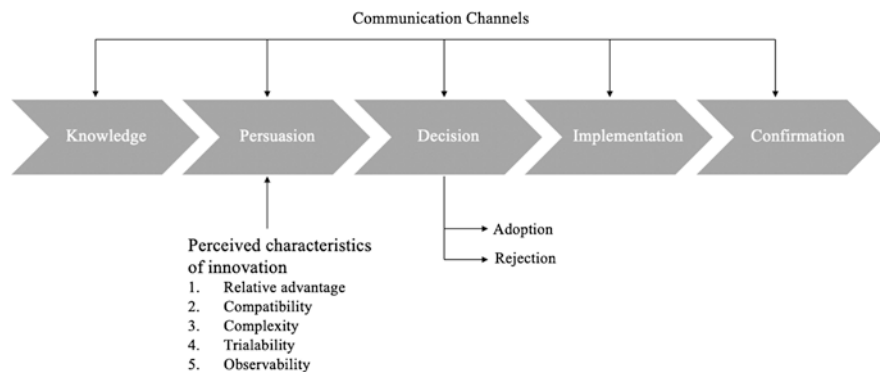 Communication Channels
Knowledge
Persuasion
Decision
Implementation
Confirmation
Adoption
Rejection
Perceived characteristics
of innovation
1. Relative advantage
2. Compatibility
3. Complexity
4. Trialability
5. Observability